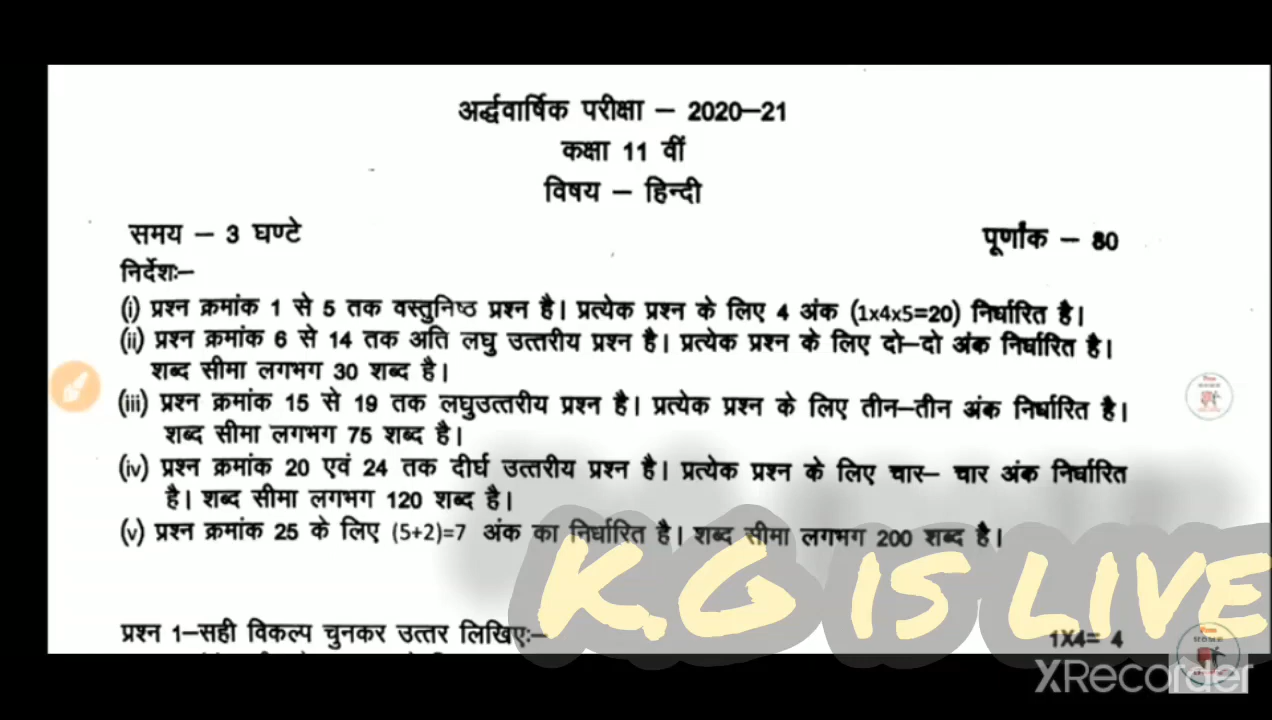 अर्द्धवार्षिक परीक्षा – 2020–21
कक्षा 11 वीं
विषय – हिन्दी
समय – 3 घण्टे पूर्णांक – 80
निर्देशः–
(i) प्रश्न क्रमांक 1 से 5 तक वस्तुनिष्ठ प्रश्न है। प्रत्येक प्रश्न के लिए 4 अंक (1x4x5=20) निर्धारित है।
(ii) प्रश्न क्रमांक 6 से 14 तक अति लघु उत्तरीय प्रश्न है। प्रत्येक प्रश्न के लिए दो–दो अंक निर्धारित है।
शब्द सीमा लगभग 30 शब्द है।
(iii) प्रश्न क्रमांक 15 से 19 तक लघुउत्तरीय प्रश्न है। प्रत्येक प्रश्न के लिए तीन–तीन अंक निर्धारित है।
शब्द सीमा लगभग 75 शब्द है।
(iv) प्रश्न क्रमांक 20 एवं 24 तक दीर्घ उत्तरीय प्रश्न है। प्रत्येक प्रश्न के लिए चार– चार अंक निर्धारित
है। शब्द सीमा लगभग 120 शब्द है।
(v) प्रश्न क्रमांक 25 के लिए (5+2)=7 अंक का निर्धारित है। शब्द सीमा लगभग 200 शब्द है।
K.G IS LIVE
प्रश्न 1–सही विकल्प चुनकर उत्तर लिखिए:– 1X4= 4
XRecorder